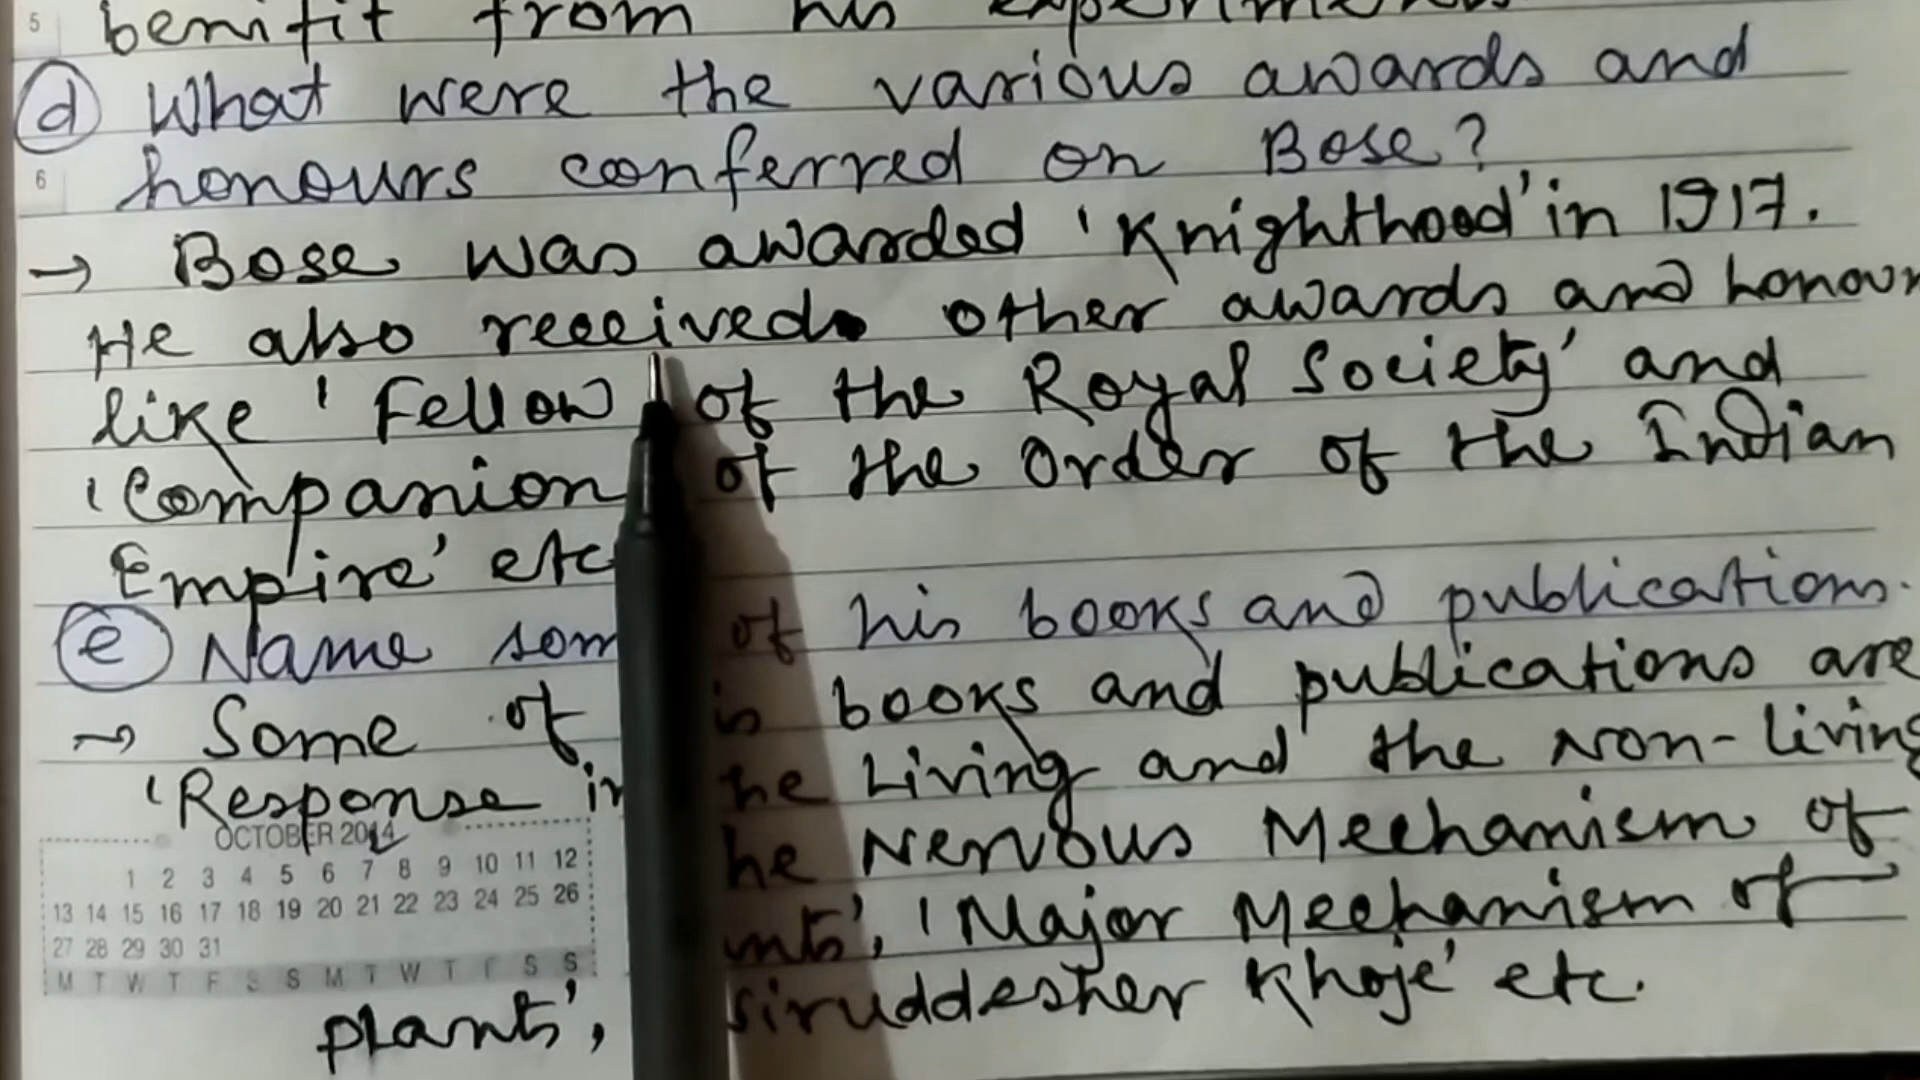 5 benifit from his experiments
d What were the various awards and
6 honours conferred on Bose?
→ Bose was awarded 'Knighthood' in 1917.
He also received other awards and honour
like 'Fellow of the Royal Society' and
'Companion of the Order of the Indian
Empire' etc
e Name som of his books and publications.
→ Some of is books and publications are
'Response in he Living and the Non-living
he Nervous Mechanism of
nts', 'Major Mechanism of
plants', siruddesher Khoje' etc.
OCTOBER 2014
1 2 3 4 5 6 7 8 9 10 11 12
13 14 15 16 17 18 19 20 21 22 23 24 25 26
27 28 29 30 31
M T W T F S S M T W T F S S